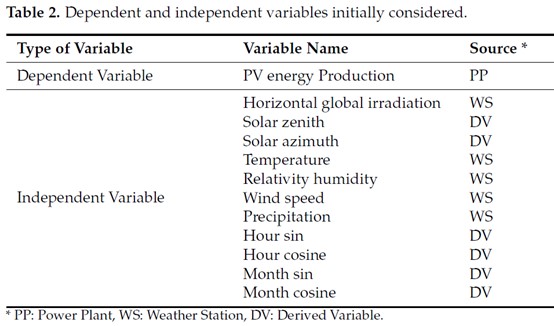 Table 2. Dependent and independent variables initially considered.
Type of Variable Variable Name Source *
Dependent Variable PV energy Production PP
Horizontal global irradiation WS
Solar zenith DV
Solar azimuth DV
Temperature WS
Relativity humidity WS
Independent Variable Wind speed WS
Precipitation WS
Hour sin DV
Hour cosine DV
Month sin DV
Month cosine DV
* PP: Power Plant, WS: Weather Station, DV: Derived Variable.